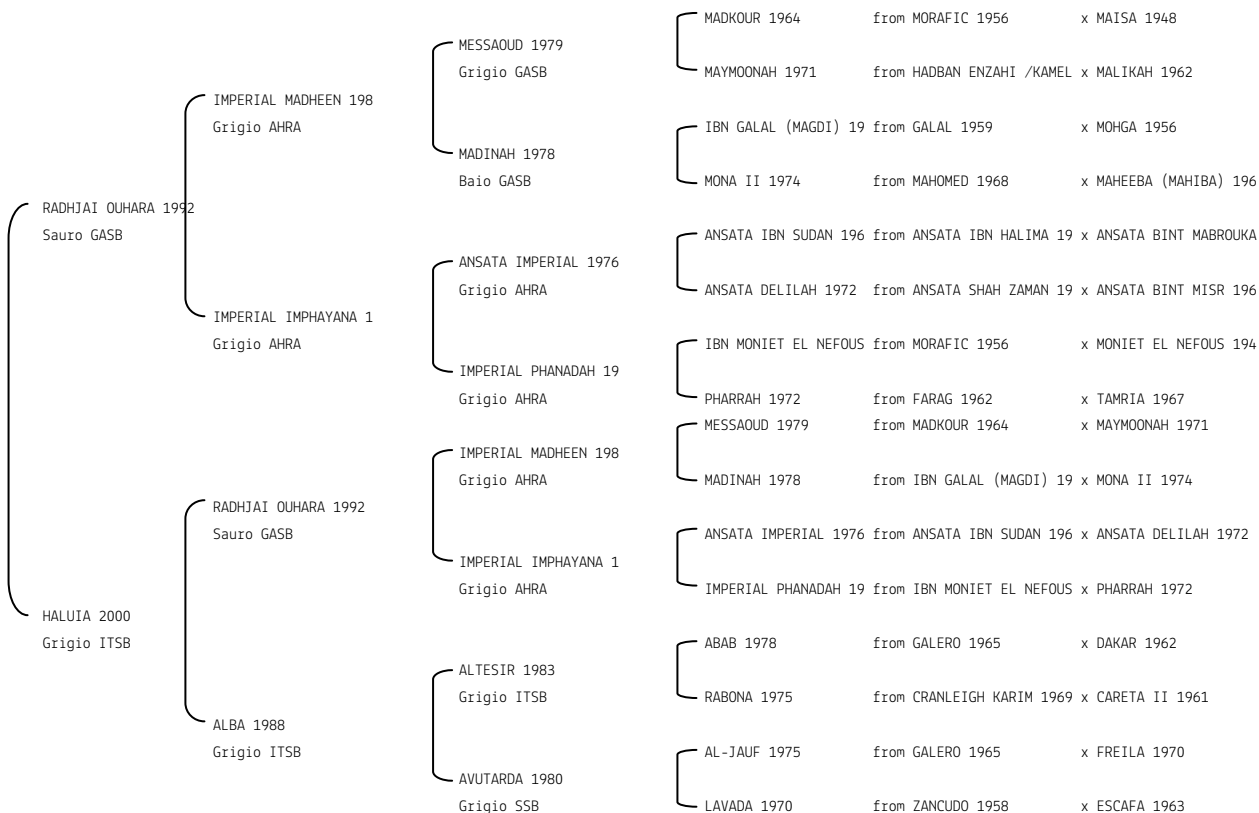 MADKOUR 1964 from MORAFIC 1956 x MAISA 1948
MESSAOUD 1979
Grigio GASB
MAYMOONAH 1971 from HADBAN ENZAHI /KAMEL x MALIKAH 1962
IMPERIAL MADHEEN 198
Grigio AHRA
IBN GALAL (MAGDI) 19 from GALAL 1959 x MOHGA 1956
MADINAH 1978
Baio GASB
MONA II 1974 from MAHOMED 1968 x MAHEEBA (MAHIBA) 196
RADHJAI OUHARA 1992
Sauro GASB
ANSATA IBN SUDAN 196 from ANSATA IBN HALIMA 19 x ANSATA BINT MABROUKA
ANSATA IMPERIAL 1976
Grigio AHRA
ANSATA DELILAH 1972 from ANSATA SHAH ZAMAN 19 x ANSATA BINT MISR 196
IMPERIAL IMPHAYANA 1
Grigio AHRA
IBN MONIET EL NEFOUS from MORAFIC 1956 x MONIET EL NEFOUS 194
IMPERIAL PHANADAH 19
Grigio AHRA
PHARRAH 1972 from FARAG 1962 x TAMRIA 1967
MESSAOUD 1979 from MADKOUR 1964 x MAYMOONAH 1971
IMPERIAL MADHEEN 198
Grigio AHRA
MADINAH 1978 from IBN GALAL (MAGDI) 19 x MONA II 1974
RADHJAI OUHARA 1992
Sauro GASB
ANSATA IMPERIAL 1976 from ANSATA IBN SUDAN 196 x ANSATA DELILAH 1972
IMPERIAL IMPHAYANA 1
Grigio AHRA
IMPERIAL PHANADAH 19 from IBN MONIET EL NEFOUS x PHARRAH 1972
HALUIA 2000
Grigio ITSB
ABAB 1978 from GALERO 1965 x DAKAR 1962
ALTESIR 1983
Grigio ITSB
RABONA 1975 from CRANLEIGH KARIM 1969 x CARETA II 1961
ALBA 1988
Grigio ITSB
AL-JAUF 1975 from GALERO 1965 x FREILA 1970
AVUTARDA 1980
Grigio SSB
LAVADA 1970 from ZANCUDO 1958 x ESCAFA 1963